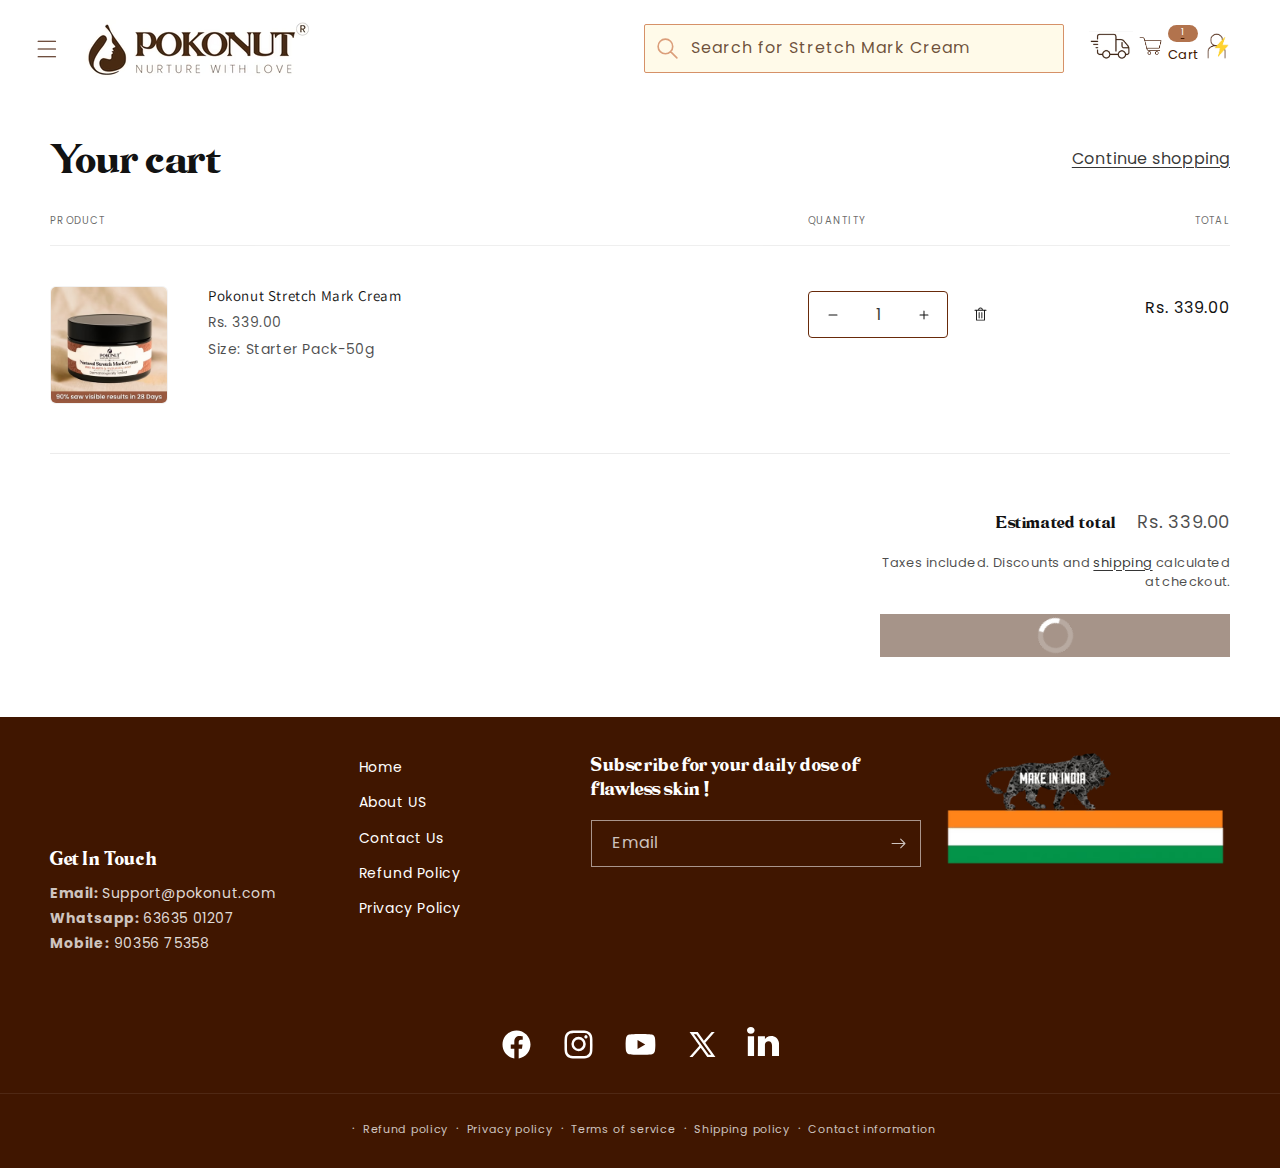 POKONUT®
NURTURE WITH LOVE
Search for Stretch Mark Cream
1
Cart
Your cart
Continue shopping
PRODUCT
QUANTITY
TOTAL
Pokonut Stretch Mark Cream
Rs. 339.00
Size: Starter Pack-50g
1
Rs. 339.00
POKONUT
Natural Stretch Mark Cream
90% saw visible results in 28 Days
Estimated total Rs. 339.00
Taxes included. Discounts and shipping calculated
at checkout.
Get In Touch
Email: Support@pokonut.com
Whatsapp: 63635 01207
Mobile: 90356 75358
Home
About US
Contact Us
Refund Policy
Privacy Policy
Subscribe for your daily dose of
flawless skin !
Email
MAKE IN INDIA
· Refund policy · Privacy policy · Terms of service · Shipping policy · Contact information